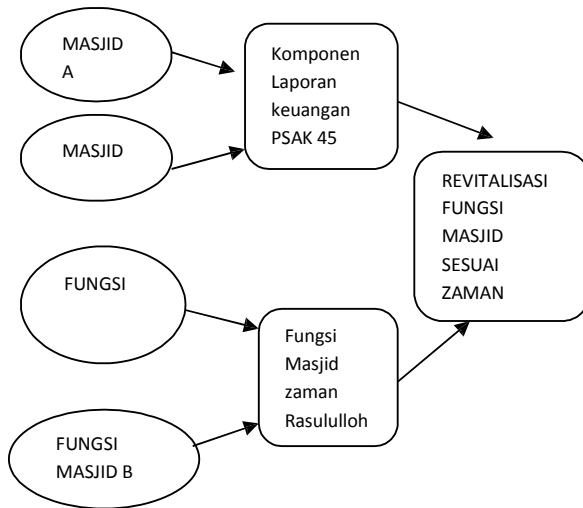 MASJID
A
MASJID
Komponen
Laporan
keuangan
PSAK 45
REVITALISASI
FUNGSI
MASJID
SESUAI
ZAMAN
FUNGSI
Fungsi
Masjid
zaman
Rasululloh
FUNGSI
MASJID B